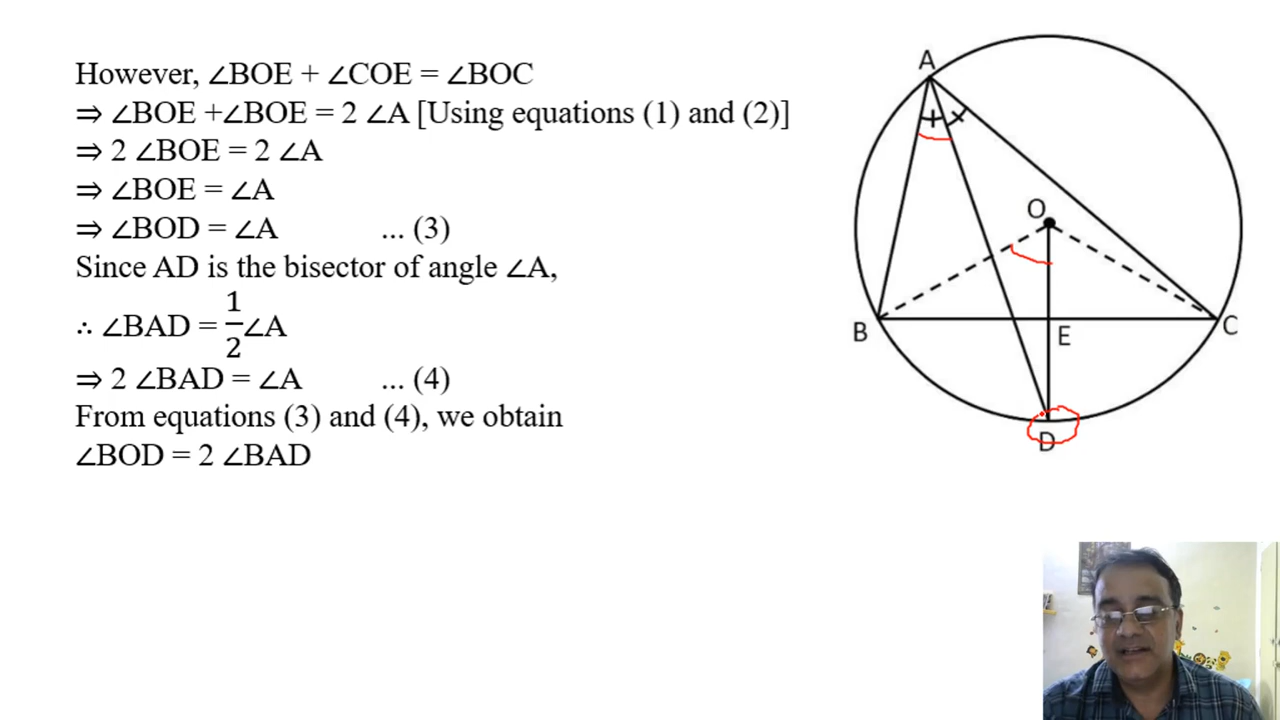 However, ∠BOE + ∠COE = ∠BOC
⇒ ∠BOE +∠BOE = 2 ∠A [Using equations (1) and (2)]
⇒ 2 ∠BOE = 2 ∠A
⇒ ∠BOE = ∠A
⇒ ∠BOD = ∠A ... (3)
Since AD is the bisector of angle ∠A,
∴ ∠BAD = 1/2 ∠A
⇒ 2 ∠BAD = ∠A ... (4)
From equations (3) and (4), we obtain
∠BOD = 2 ∠BAD
A
O
B
E
C
D